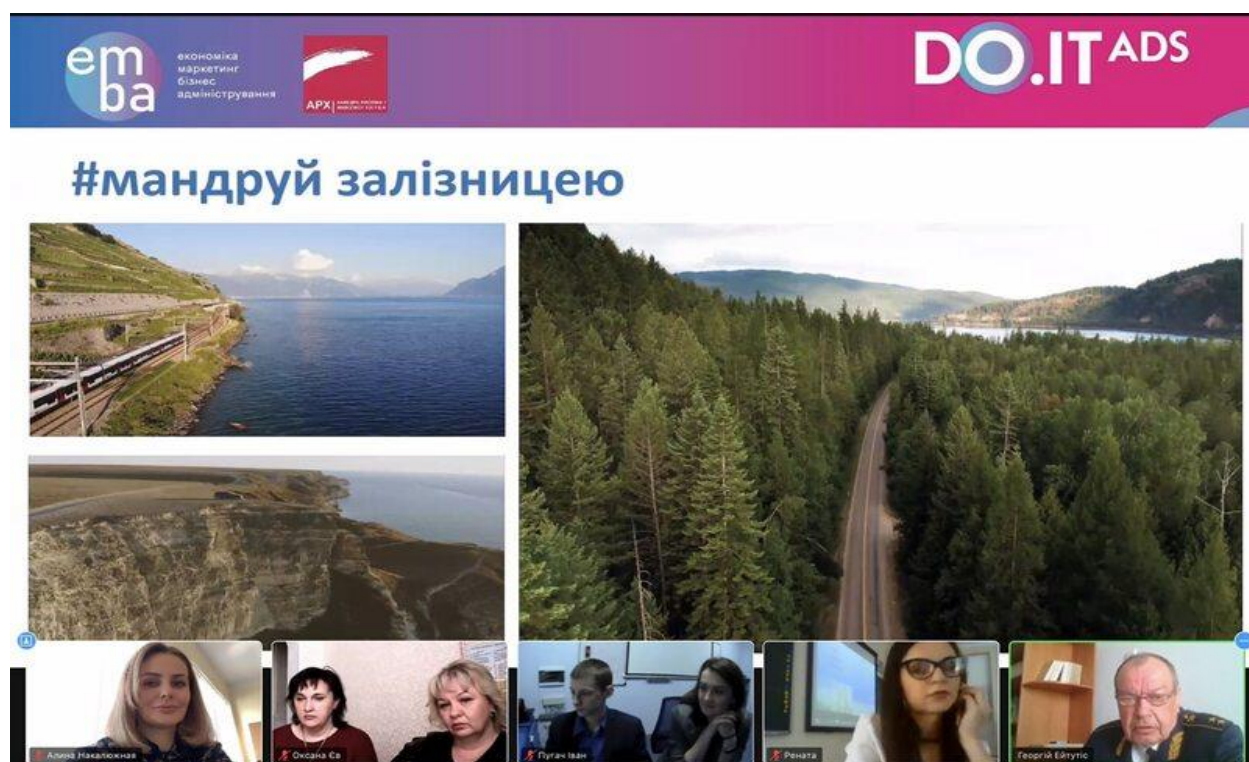 em
ba
економіка
маркетинг
бізнес
адміністрування
АРХ
DO.IT ADS
#мандруй залізницею
Алина Накалюжная
Оксана Єв
Пугач Іван
Рената
Георгій Ейтутіс